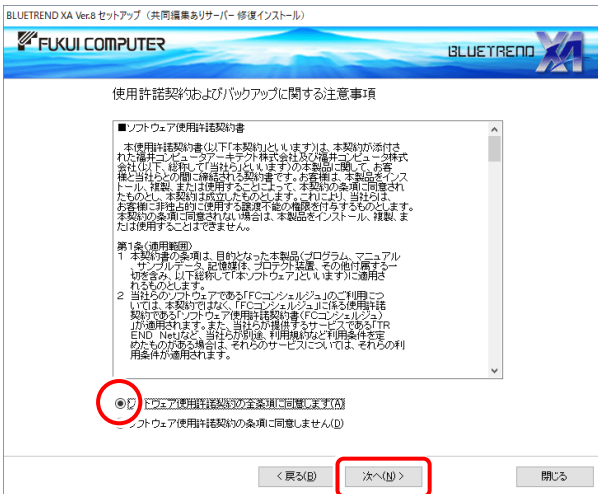 BLUETREND XA Ver.8 セットアップ（共同編集ありサーバー 修復インストール）
FUKUI COMPUTER
BLUETREND XA
使用許諾契約およびバックアップに関する注意事項
■ソフトウェア使用許諾契約書
本使用許諾契約書(以下「本契約」といいます)は、本契約が添付さ
れた福井コンピュータアーキテクト株式会社及び福井コンピュータ株式
会社(以下、総称して「当社ら」といいます)の本製品に関して、お客
様と当社らとの間に締結される契約書です。お客様は、本製品をインス
トール、複製、または使用することによって、本契約の条項に同意され
たものとし、本契約は成立したものとします。これにより、当社らは、
お客様に非独占的に使用する譲渡不能の権限を付与するものとします。
本契約の条項に同意されない場合は、本製品をインストール、複製、ま
たは使用することはできません。
第1条(適用範囲)
1 本契約書の条項は、目的となった本製品(プログラム、マニュアル
、サンプルデータ、記憶媒体、プロテクト装置、その他付属する一
切を含み、以下総称して「本ソフトウェア」といいます)に適用さ
れるものとします。
2 当社らのソフトウェアである「FCコンシェルジュ」のご利用につ
いては、本契約ではなく、「FCコンシェルジュ」に係る使用許諾
契約である「ソフトウェア使用許諾契約書(FCコンシェルジュ)
」が適用されます。また、当社らが提供するサービスである「TR
END Net」など、当社らが別途、利用規約など利用条件を定
めたものがある場合は、それらのサービスについては、それらの利
用条件が適用されます。
トウェア使用許諾契約の全条項に同意します(A)
ソフトウェア使用許諾契約の条項に同意しません(D)
< 戻る(B)
次へ(N) >
閉じる